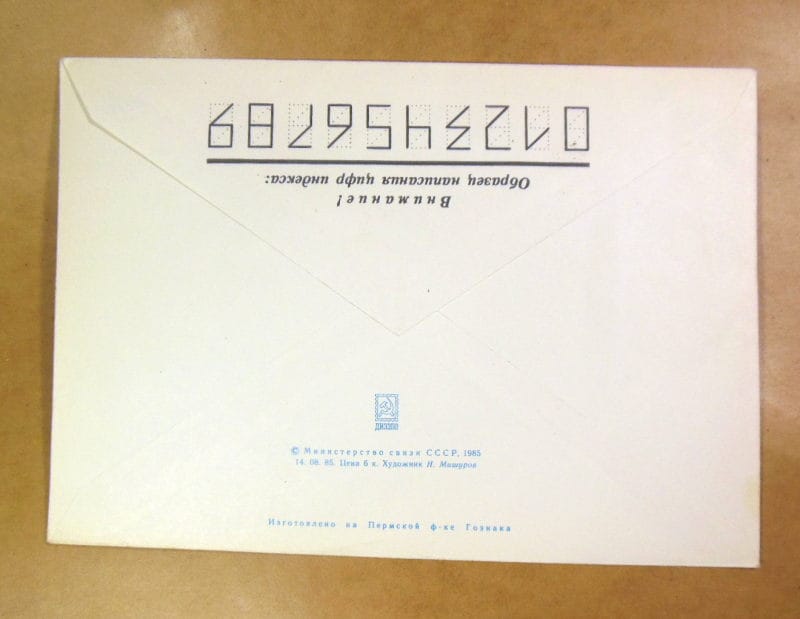 Внимание!
Образец написания цифр индекса:
0123456789
ДИЭЗПО
© Министерство связи СССР, 1985
14. 08. 85. Цена 6 к. Художник Н. Мишуров
Изготовлено на Пермской ф-ке Гознака